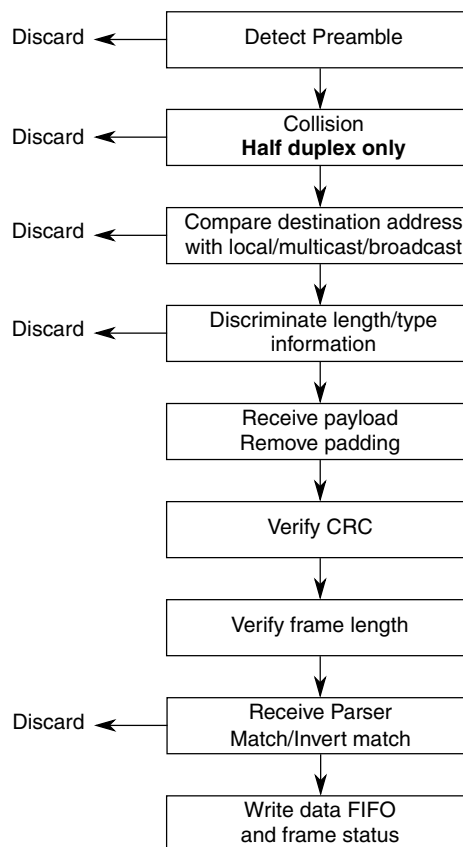 Discard
Detect Preamble
Discard
Collision
Half duplex only
Discard
Compare destination address
with local/multicast/broadcast
Discard
Discriminate length/type
information
Receive payload
Remove padding
Verify CRC
Verify frame length
Discard
Receive Parser
Match/Invert match
Write data FIFO
and frame status